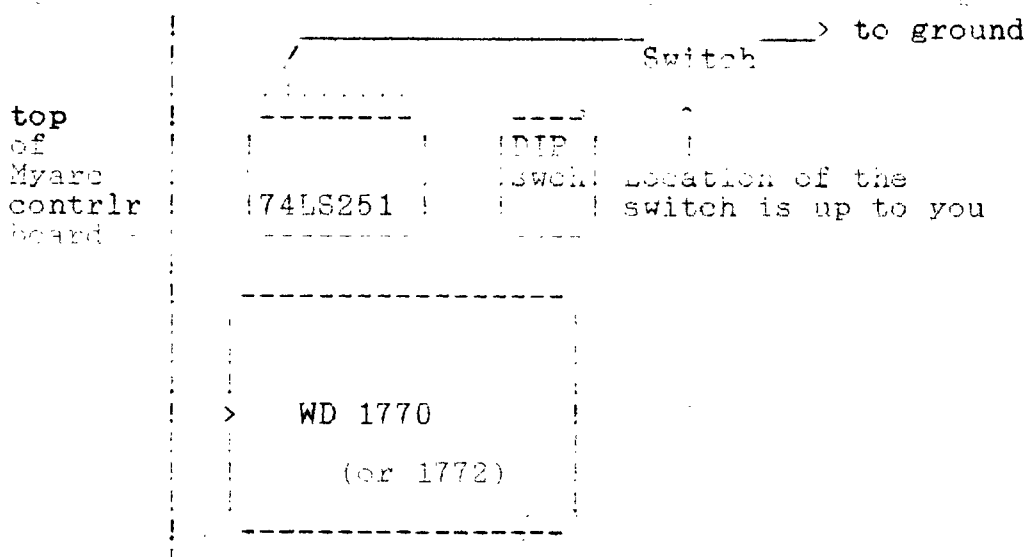 > to ground
Switch
top
of
Myarc
contrlr
board
DIP
swch
74LS251
Location of the
switch is up to you
> WD 1770
(or 1772)